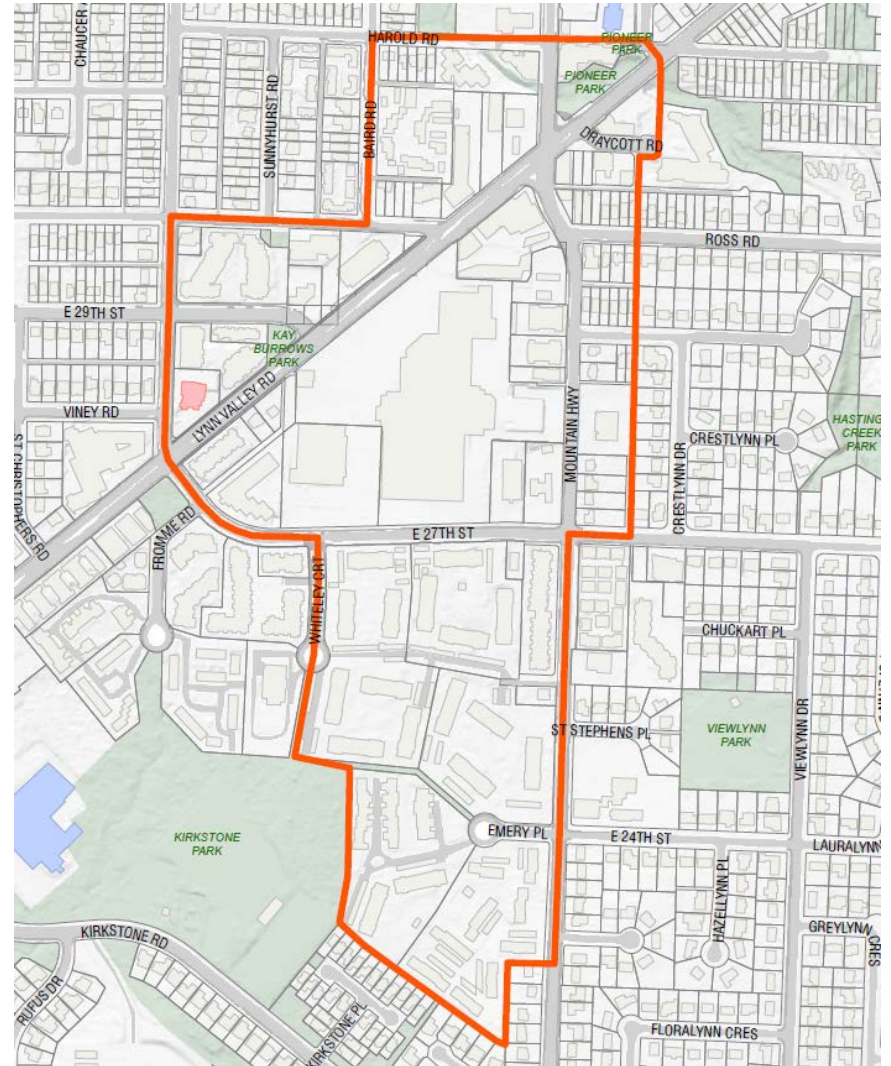 CHAUCER
HAROLD RD
PIONEER
PARK
PIONEER
PARK
SUNNYHURST RD
BAIRD RD
DRAYCOTT RD
ROSS RD
E 29TH ST
KAY
BURROWS
PARK
LYNN VALLEY RD
VINEY RD
MOUNTAIN HWY
CRESTLYNN PL
HASTING
CREEK
PARK
ST CHRISTOPHERS RD
CRESTLYNN DR
FROMME RD
E 27TH ST
WHITELEY CRT
CHUCKART PL
ST STEPHENS PL
VIEWLYNN
PARK
VIEWLYNN DR
KIRKSTONE
PARK
EMERY PL
E 24TH ST
LAURALYNN
HAZELLYNN PL
GREYLYNN
CRES
KIRKSTONE RD
RUFUS DR
KIRKSTONE PL
FLORALYNN CRES